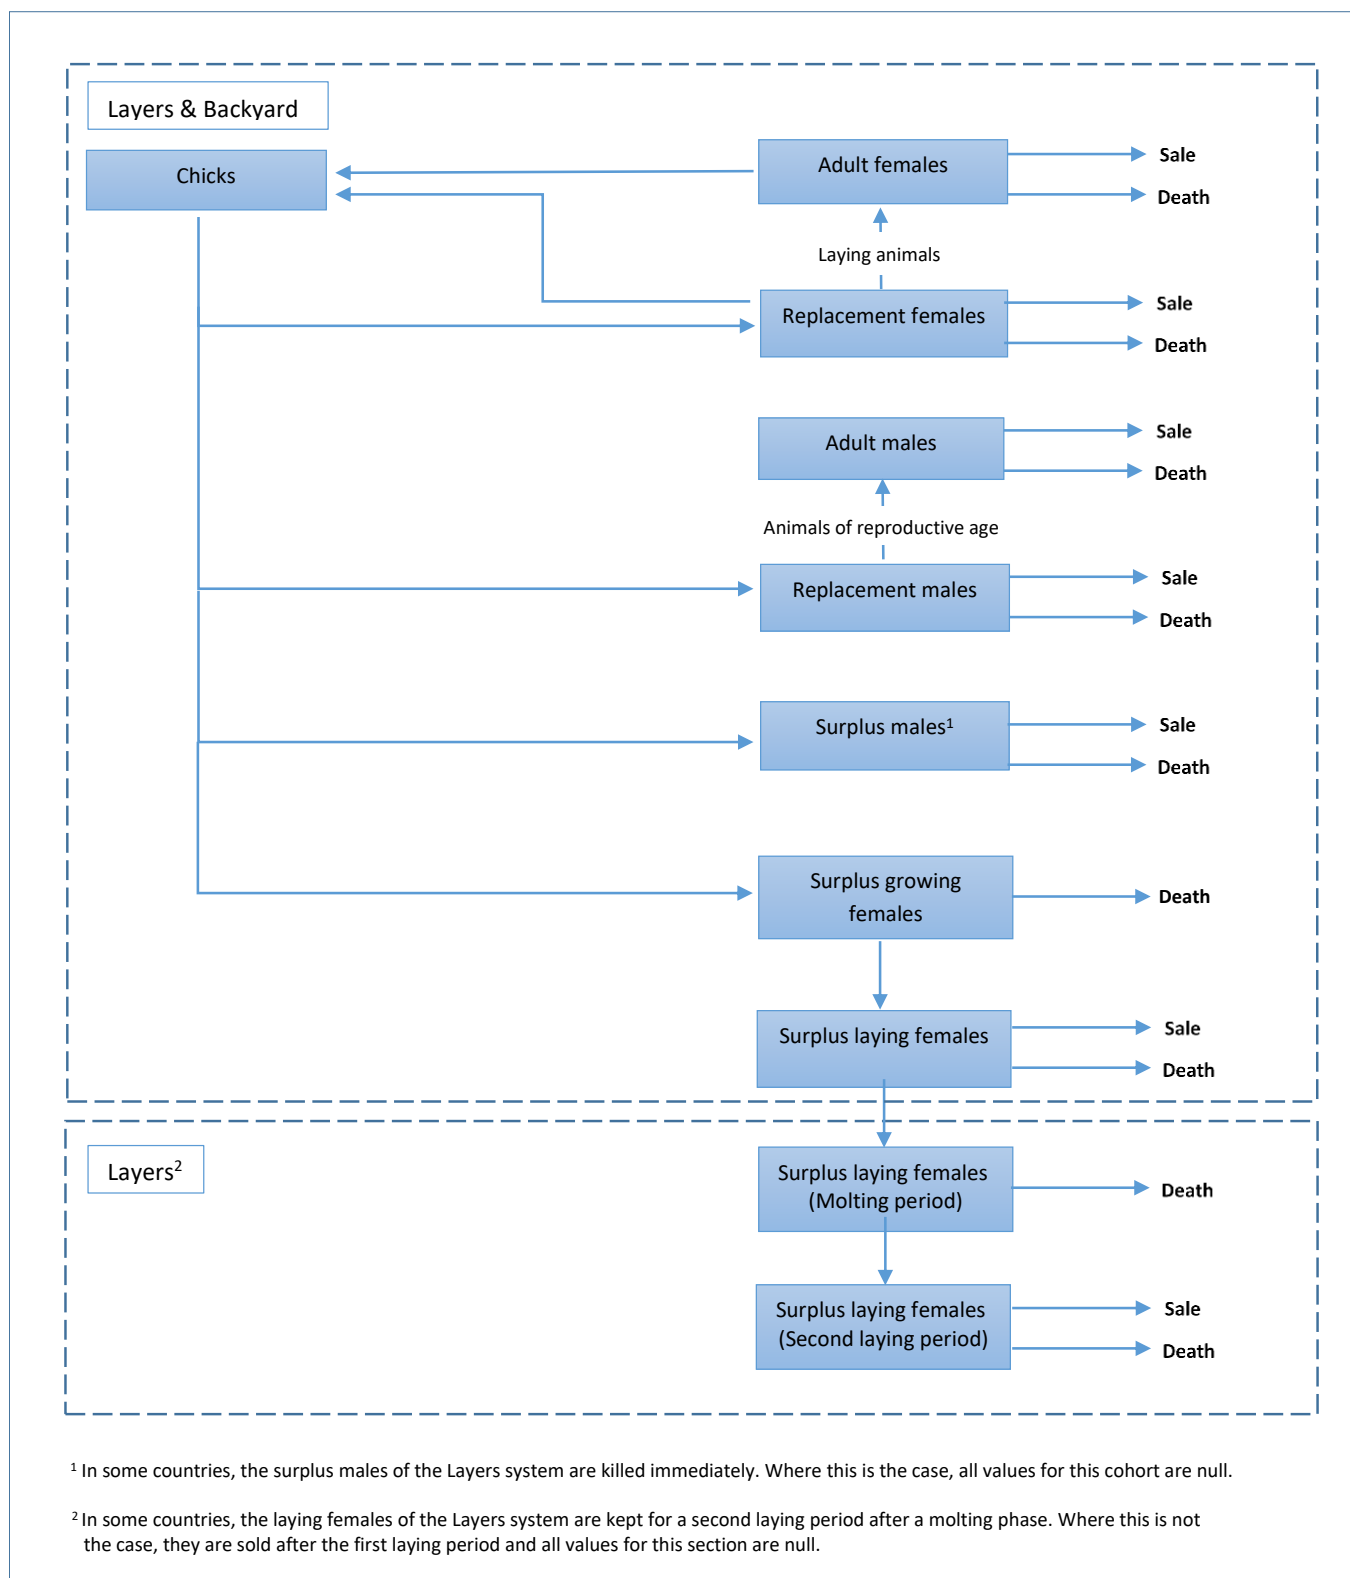 Layers & Backyard
Chicks
Adult females
Sale
Death
Laying animals
Replacement females
Sale
Death
Adult males
Sale
Death
Animals of reproductive age
Replacement males
Sale
Death
Surplus males¹
Sale
Death
Surplus growing
females
Death
Surplus laying females
Sale
Death
Layers²
Surplus laying females
(Molting period)
Death
Surplus laying females
(Second laying period)
Sale
Death
¹ In some countries, the surplus males of the Layers system are killed immediately. Where this is the case, all values for this cohort are null.
² In some countries, the laying females of the Layers system are kept for a second laying period after a molting phase. Where this is not
the case, they are sold after the first laying period and all values for this section are null.